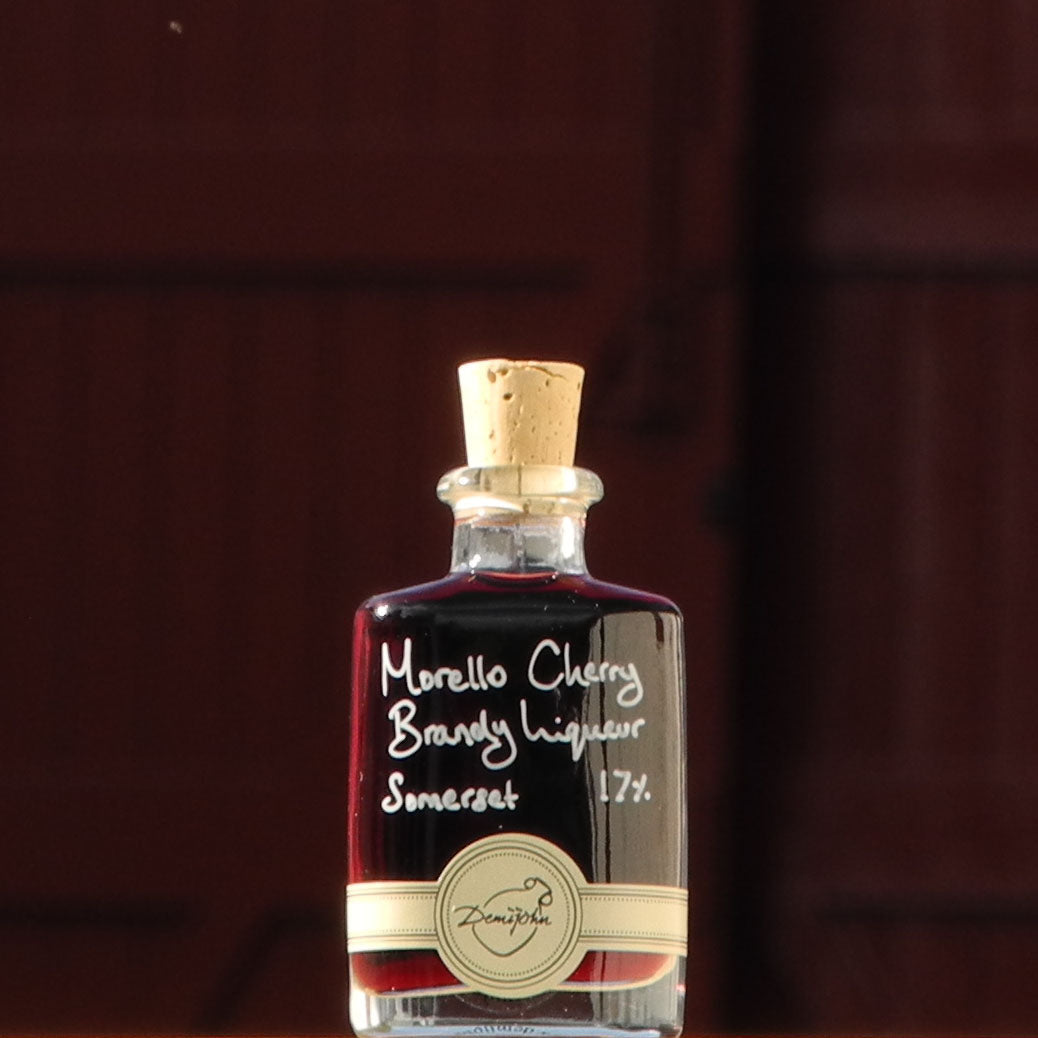 Morello Cherry
Brandy Liqueur
Somerset 17%
Demijohn